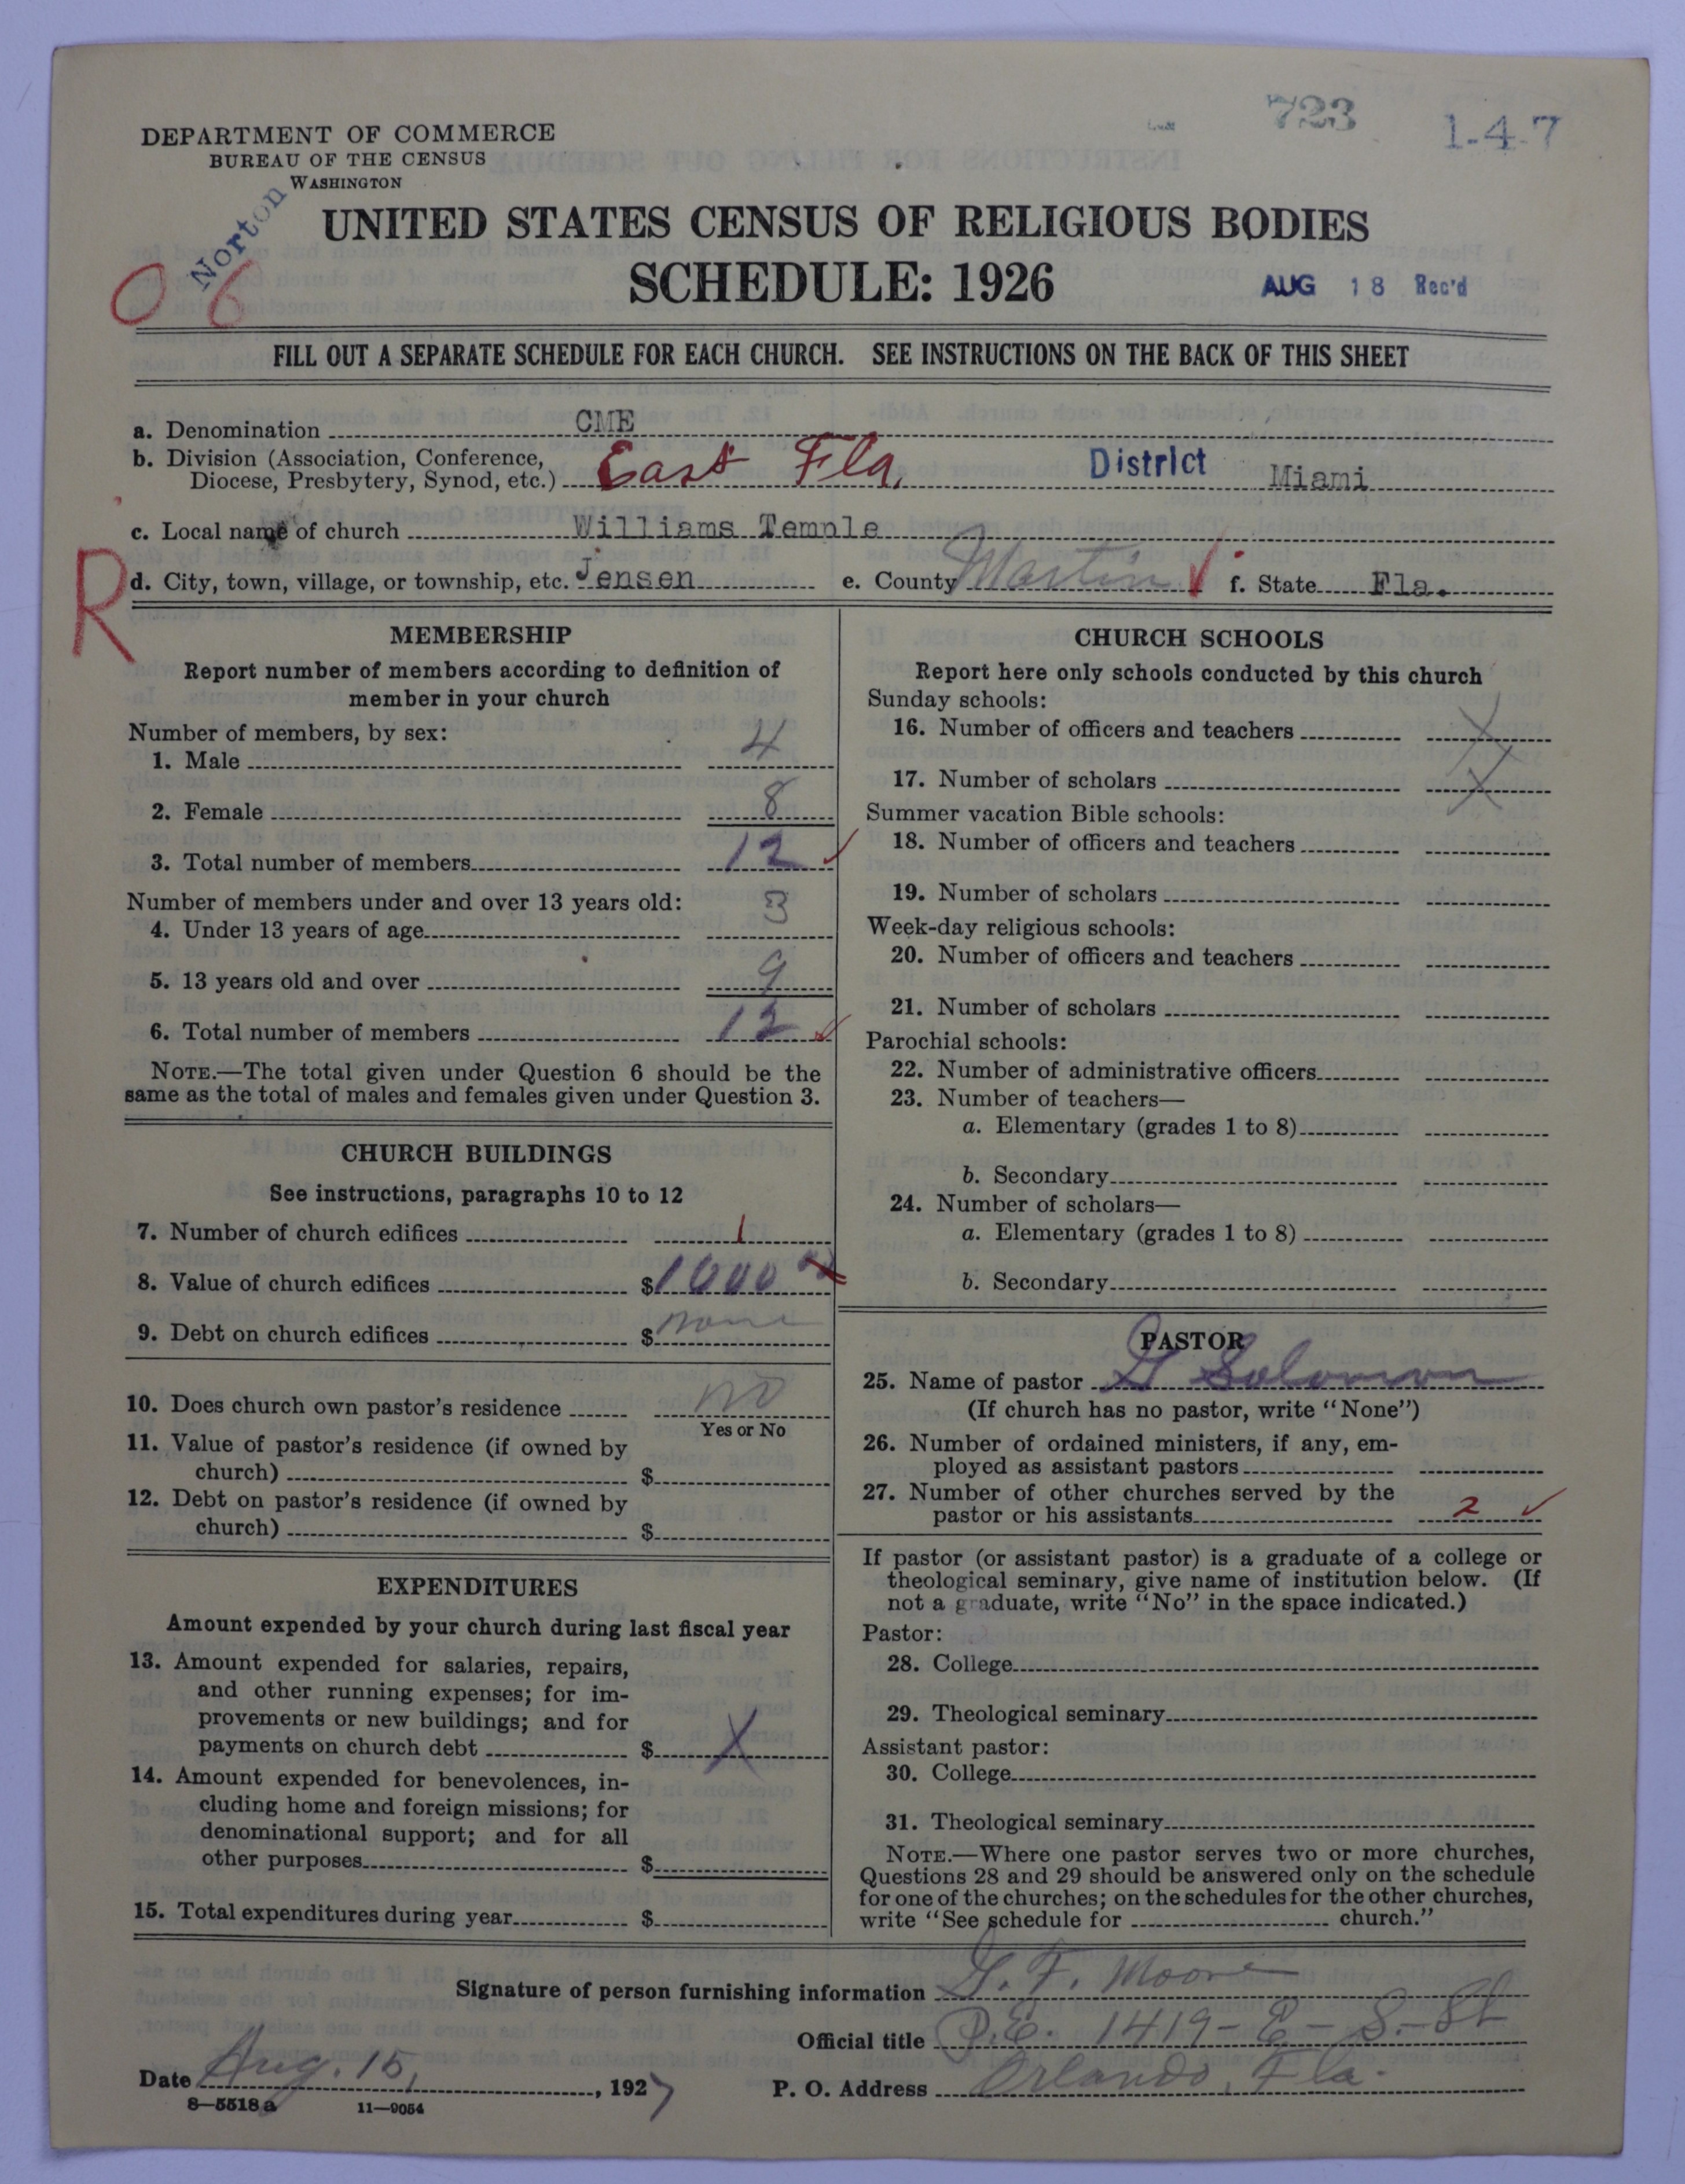 723
1-4-7
DEPARTMENT OF COMMERCE
BUREAU OF THE CENSUS
WASHINGTON
Norton
06
UNITED STATES CENSUS OF RELIGIOUS BODIES
SCHEDULE: 1926
AUG 18 Rec'd
FILL OUT A SEPARATE SCHEDULE FOR EACH CHURCH. SEE INSTRUCTIONS ON THE BACK OF THIS SHEET
a. Denomination CME
b. Division (Association, Conference,
Diocese, Presbytery, Synod, etc.) East Fla. District Miami
c. Local name of church Williams Temple
R
d. City, town, village, or township, etc. Jensen e. County Martin f. State Fla.
MEMBERSHIP
Report number of members according to definition of
member in your church
Number of members, by sex:
1. Male 4
2. Female 8
3. Total number of members 12
Number of members under and over 13 years old:
4. Under 13 years of age 3
5. 13 years old and over 9
6. Total number of members 12
NOTE.—The total given under Question 6 should be the
same as the total of males and females given under Question 3.
CHURCH BUILDINGS
See instructions, paragraphs 10 to 12
7. Number of church edifices 1
8. Value of church edifices $1000
9. Debt on church edifices $ none
10. Does church own pastor's residence NO
Yes or No
11. Value of pastor's residence (if owned by
church) $
12. Debt on pastor's residence (if owned by
church) $
EXPENDITURES
Amount expended by your church during last fiscal year
13. Amount expended for salaries, repairs,
and other running expenses; for im-
provements or new buildings; and for
payments on church debt $ X
14. Amount expended for benevolences, in-
cluding home and foreign missions; for
denominational support; and for all
other purposes $
15. Total expenditures during year $
CHURCH SCHOOLS
Report here only schools conducted by this church
Sunday schools:
16. Number of officers and teachers X
17. Number of scholars X
Summer vacation Bible schools:
18. Number of officers and teachers
19. Number of scholars
Week-day religious schools:
20. Number of officers and teachers
21. Number of scholars
Parochial schools:
22. Number of administrative officers
23. Number of teachers—
a. Elementary (grades 1 to 8)
b. Secondary
24. Number of scholars—
a. Elementary (grades 1 to 8)
b. Secondary
PASTOR
25. Name of pastor G Solomon
(If church has no pastor, write "None")
26. Number of ordained ministers, if any, em-
ployed as assistant pastors
27. Number of other churches served by the
pastor or his assistants 2
If pastor (or assistant pastor) is a graduate of a college or
theological seminary, give name of institution below. (If
not a graduate, write "No" in the space indicated.)
Pastor:
28. College
29. Theological seminary
Assistant pastor:
30. College
31. Theological seminary
NOTE.—Where one pastor serves two or more churches,
Questions 28 and 29 should be answered only on the schedule
for one of the churches; on the schedules for the other churches,
write "See schedule for church."
Signature of person furnishing information G. F. Moore
Official title P.E. 1419-E-S-St
Date Aug. 15, 1927 P. O. Address Orlando, Fla.
8—5518a 11—9054